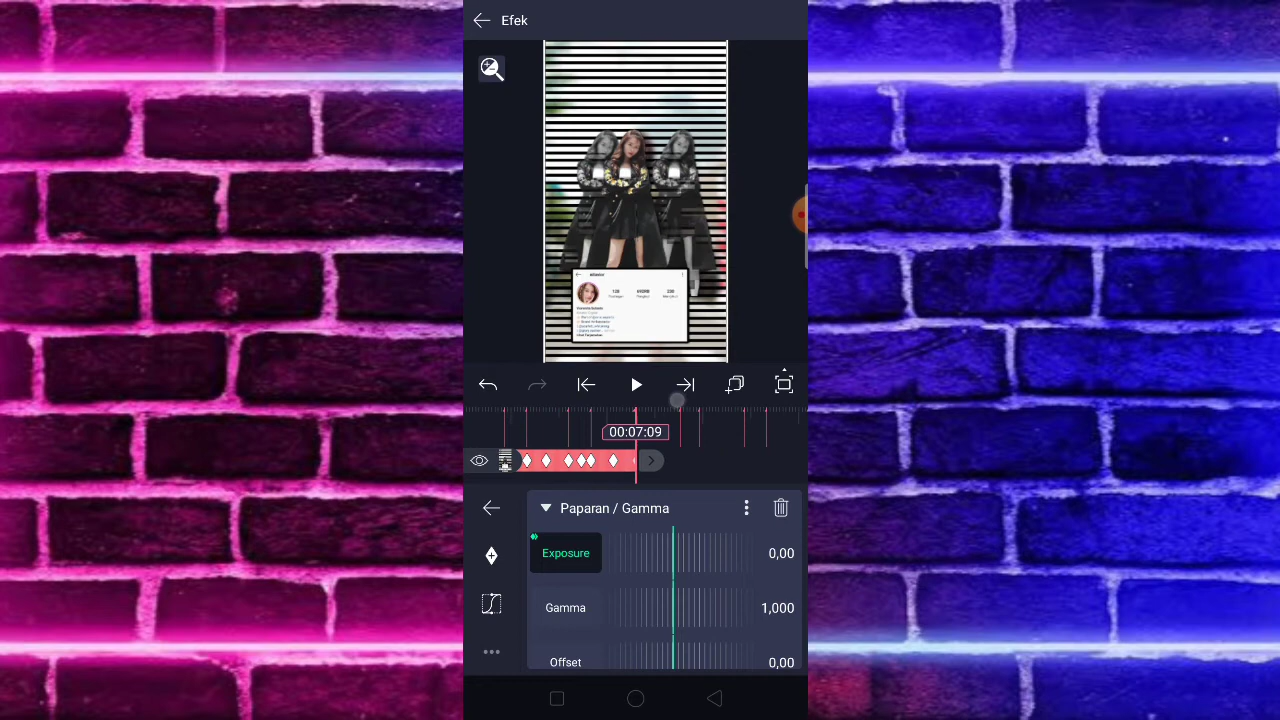 Efek
00:07:09
Paparan / Gamma
Exposure 0,00
Gamma 1,000
Offset 0,00